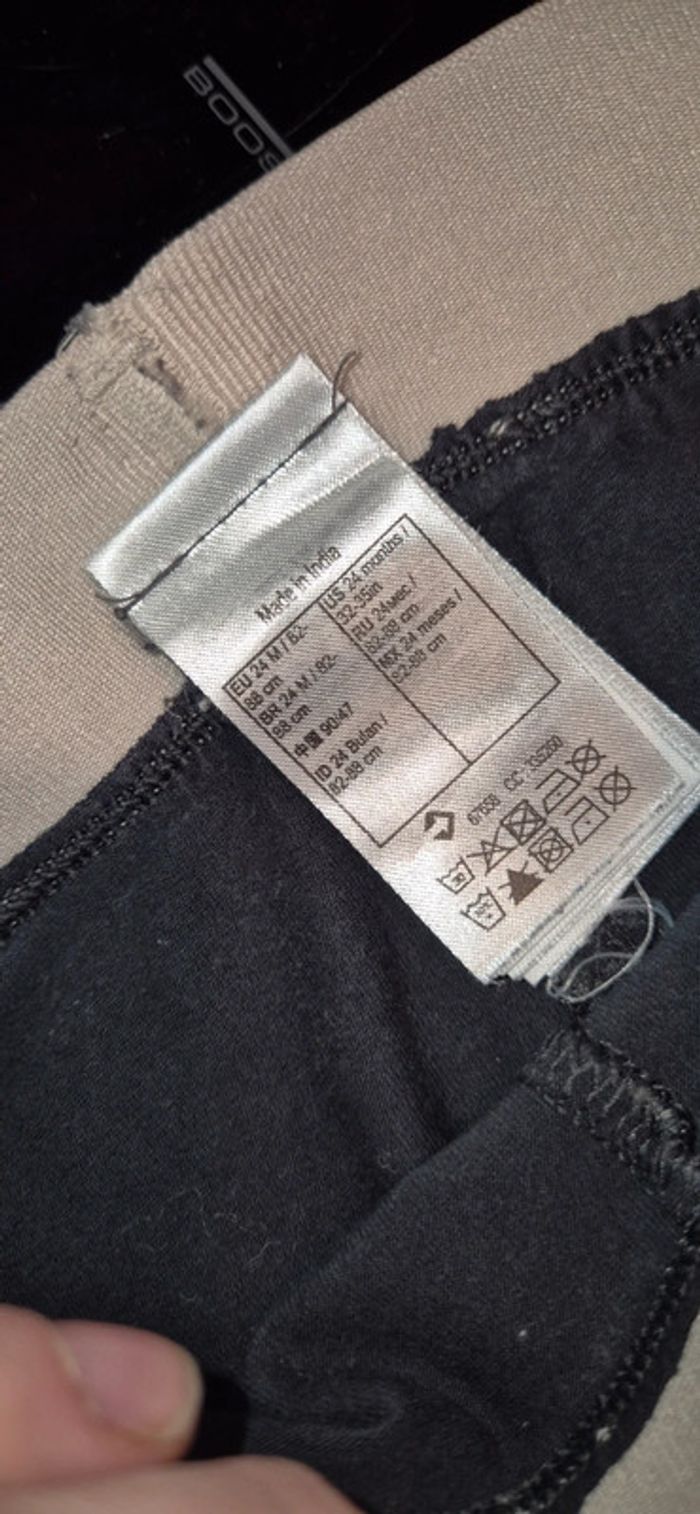 BOOS
Made in India
EU 24 M / 82-
88 cm
BR 24 M / 82-
88 cm
中国 90/47
ID 24 Bulan /
82-88 cm
US 24 months /
32-35in
RU 24мес /
82-88 cm
MX 24 meses /
82-88 cm
67058 CC